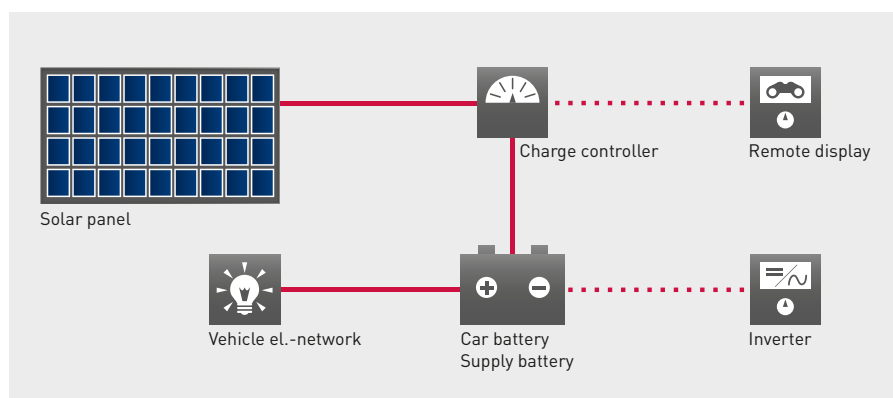 Charge controller
Remote display
Solar panel
Vehicle el.-network
Car battery
Supply battery
Inverter